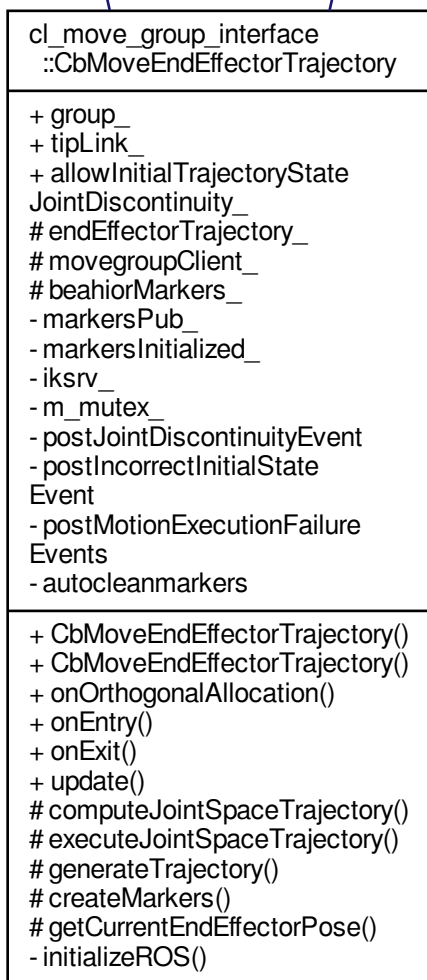 cl_move_group_interface
::CbMoveEndEffectorTrajectory
+ group_
+ tipLink_
+ allowInitialTrajectoryState
JointDiscontinuity_
# endEffectorTrajectory_
# movegroupClient_
# beahiorMarkers_
- markersPub_
- markersInitialized_
- iksrv_
- m_mutex_
- postJointDiscontinuityEvent
- postIncorrectInitialState
Event
- postMotionExecutionFailure
Events
- autocleanmarkers
+ CbMoveEndEffectorTrajectory()
+ CbMoveEndEffectorTrajectory()
+ onOrthogonalAllocation()
+ onEntry()
+ onExit()
+ update()
# computeJointSpaceTrajectory()
# executeJointSpaceTrajectory()
# generateTrajectory()
# createMarkers()
# getCurrentEndEffectorPose()
- initializeROS()